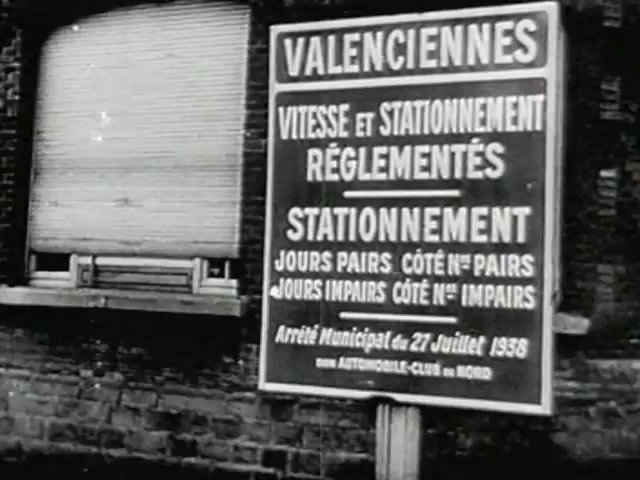 VALENCIENNES
VITESSE ET STATIONNEMENT
RÉGLEMENTÉS
STATIONNEMENT
JOURS PAIRS CÔTÉ Nos PAIRS
JOURS IMPAIRS CÔTÉ Nos IMPAIRS
Arrêté Municipal du 27 Juillet 1938
DON AUTOMOBILE-CLUB DU NORD